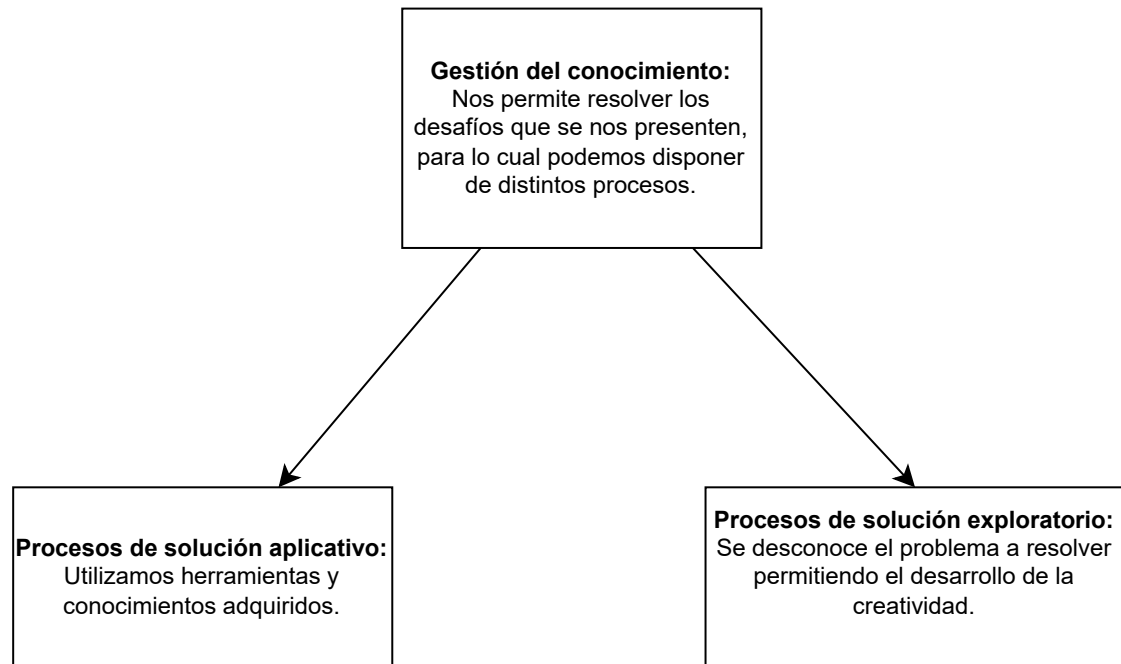 Gestión del conocimiento:
Nos permite resolver los
desafíos que se nos presenten,
para lo cual podemos disponer
de distintos procesos.
Procesos de solución aplicativo:
Utilizamos herramientas y
conocimientos adquiridos.
Procesos de solución exploratorio:
Se desconoce el problema a resolver
permitiendo el desarrollo de la
creatividad.